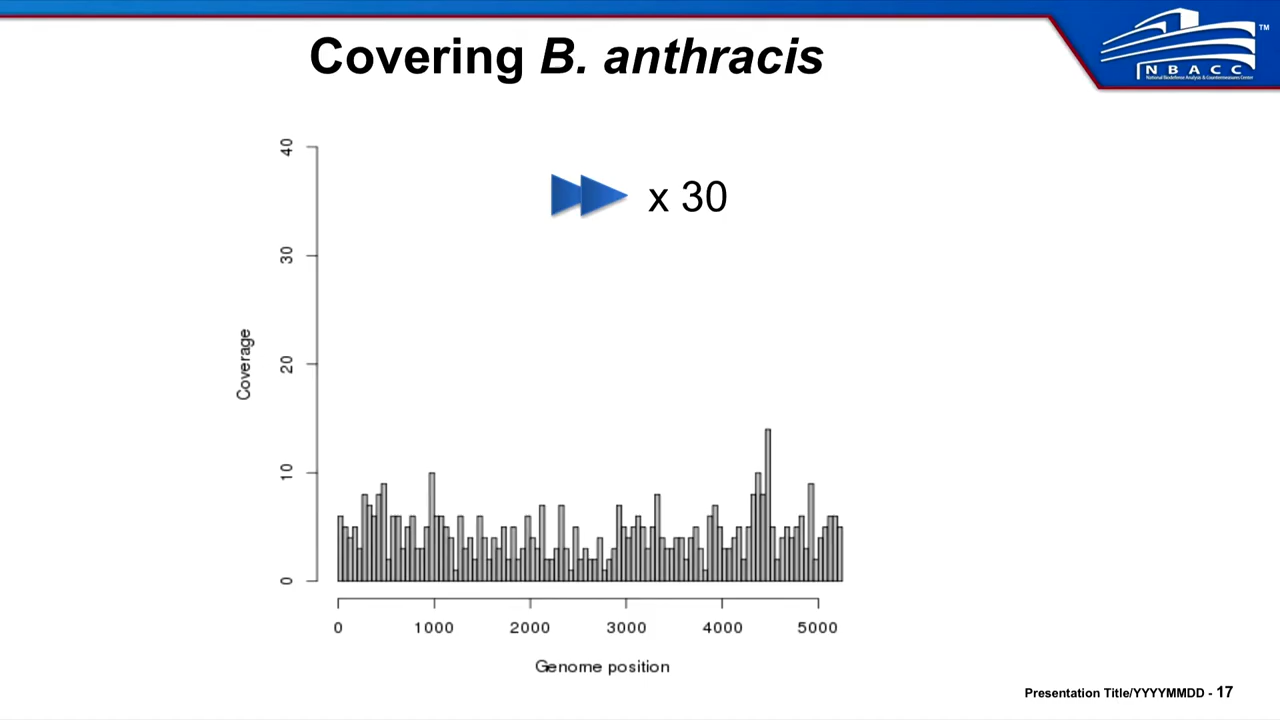 Covering B. anthracis
TM
NBACC
National Biodefense Analysis & Countermeasures Center
x 30
40
30
20
10
0
Coverage
0 1000 2000 3000 4000 5000
Genome position
Presentation Title/YYYYMMDD - 17